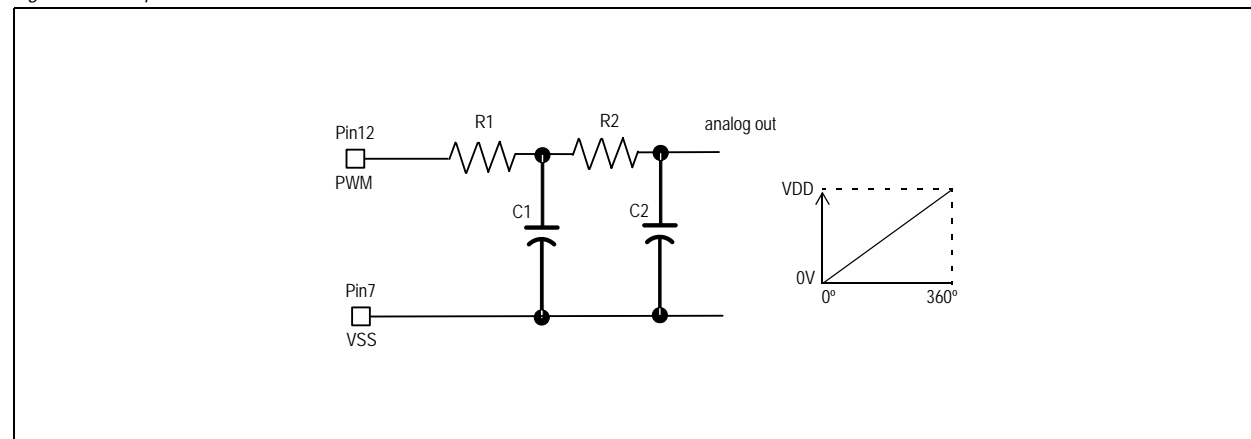 R1
R2
analog out
Pin12
PWM
C1
C2
VDD
0V
0º
360º
Pin7
VSS